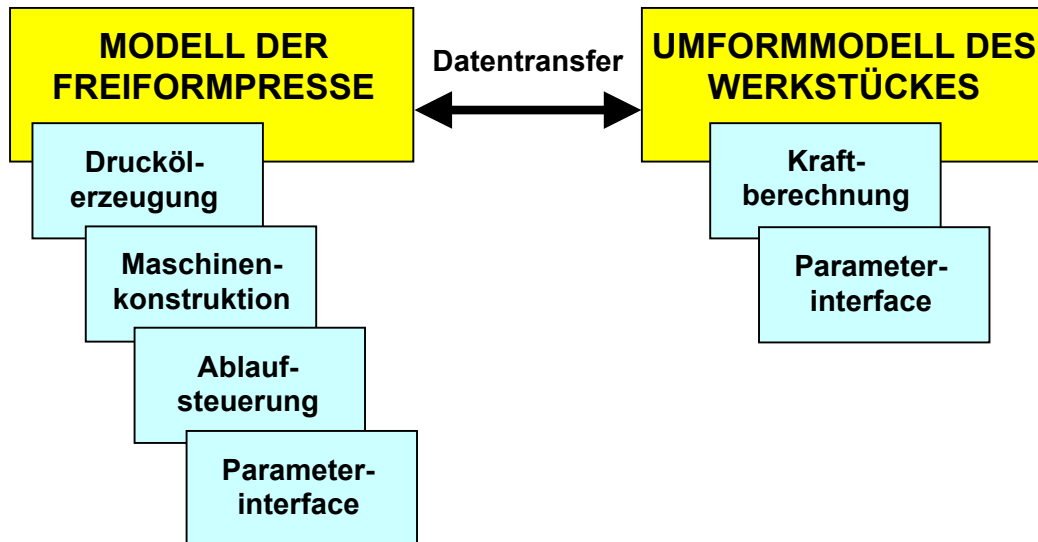 MODELL DER
FREIFORMPRESSE
Drucköl-
erzeugung
Maschinen-
konstruktion
Ablauf-
steuerung
Parameter-
interface
Datentransfer
UMFORMMODELL DES
WERKSTÜCKES
Kraft-
berechnung
Parameter-
interface